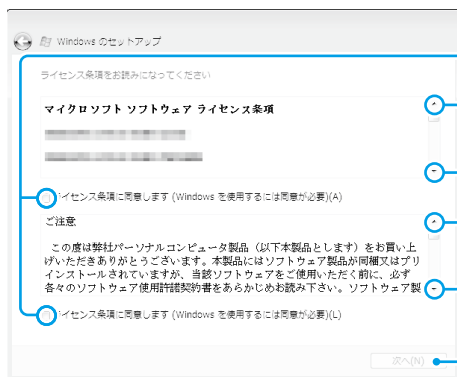 Windows のセットアップ
ライセンス条項をお読みになってください
マイクロソフト ソフトウェア ライセンス条項
イセンス条項に同意します (Windows を使用するには同意が必要)(A)
ご注意
この度は弊社パーソナルコンピュータ製品（以下本製品とします）をお買い上
げいただきありがとうございます。本製品にはソフトウェア製品が同梱又はプリ
インストールされていますが、当該ソフトウェアをご使用いただく前に、必ず
各々のソフトウェア使用許諾契約書をあらかじめお読み下さい。ソフトウェア製
イセンス条項に同意します (Windows を使用するには同意が必要)(L)
次へ(N)